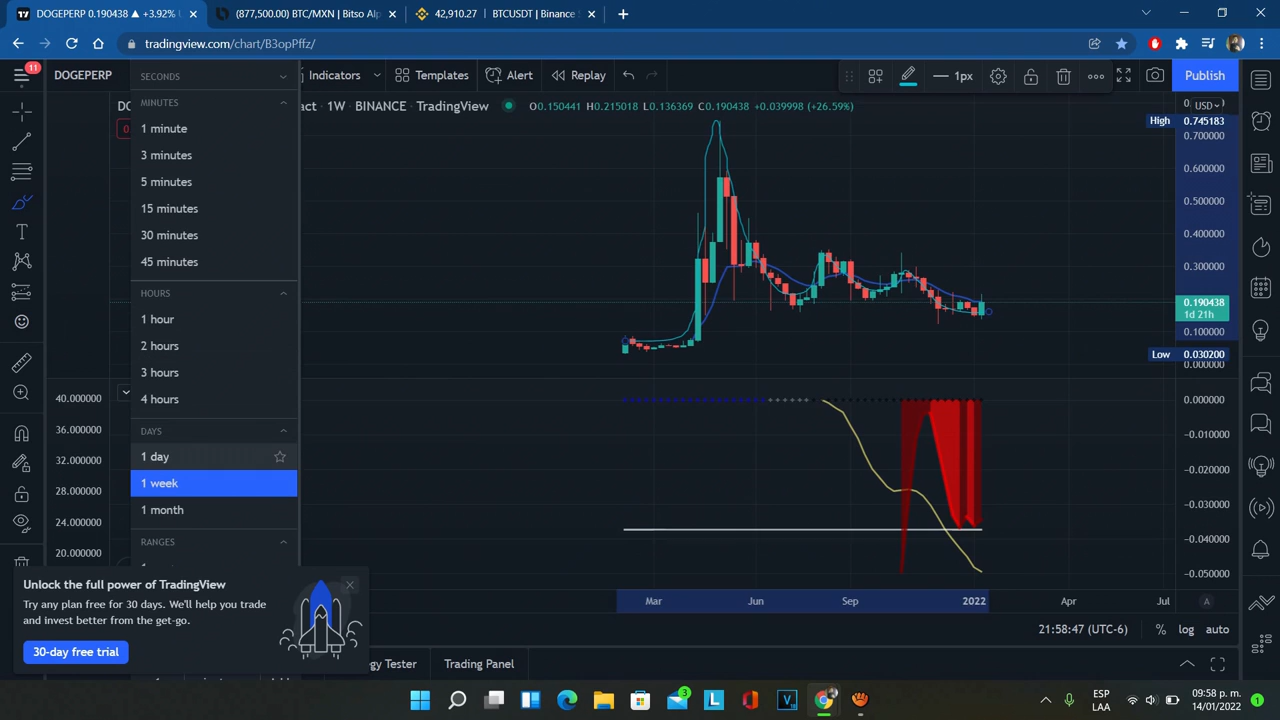 DOGEPERP 0.190438 ▲ +3.92% U
(877,500.00) BTC/MXN | Bitso Alp
42,910.27 | BTCUSDT | Binance S
tradingview.com/chart/B3opPffz/
11
DOGEPERP
Indicators
Templates
Alert
Replay
1px
Publish
SECONDS
MINUTES
1 minute
3 minutes
5 minutes
15 minutes
30 minutes
45 minutes
HOURS
1 hour
2 hours
3 hours
4 hours
DAYS
1 day
1 week
1 month
RANGES
DO
0
act · 1W · BINANCE · TradingView
O0.150441 H0.215018 L0.136369 C0.190438 +0.039998 (+26.59%)
USD
High 0.745183
0.700000
0.600000
0.500000
0.400000
0.300000
0.190438
1d 21h
0.100000
Low 0.030200
0.000000
40.000000
36.000000
32.000000
28.000000
24.000000
20.000000
0.000000
−0.010000
−0.020000
−0.030000
−0.040000
−0.050000
Mar
Jun
Sep
2022
Apr
Jul
A
21:58:47 (UTC-6)
%
log
auto
Unlock the full power of TradingView
Try any plan free for 30 days. We'll help you trade
and invest better from the get-go.
30-day free trial
egy Tester
Trading Panel
3
L
V
ESP
LAA
09:58 p. m.
14/01/2022
1